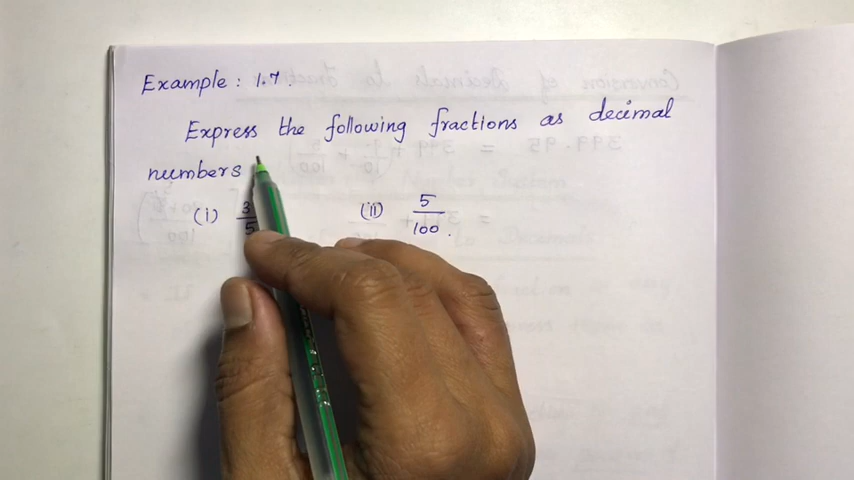 Example: 1.7.
Express the following fractions as decimal
numbers
(i) 3/5 (ii) 5/100.